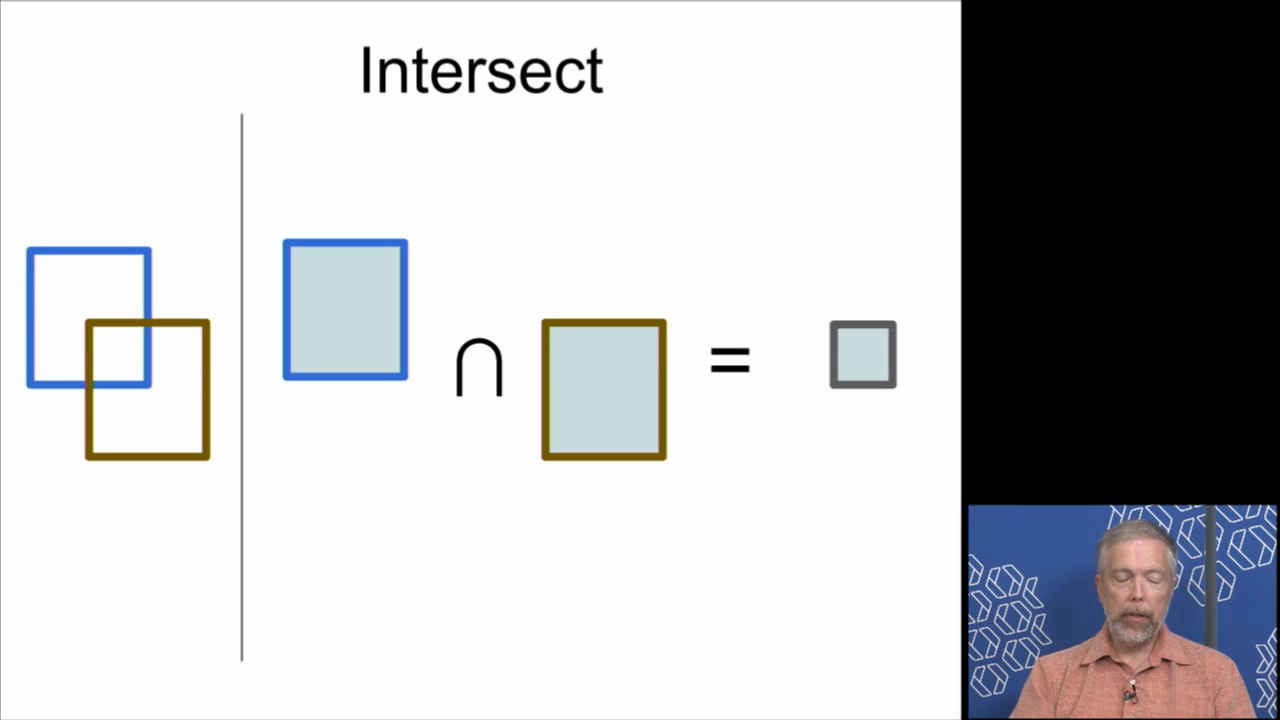 Intersect
∩ =